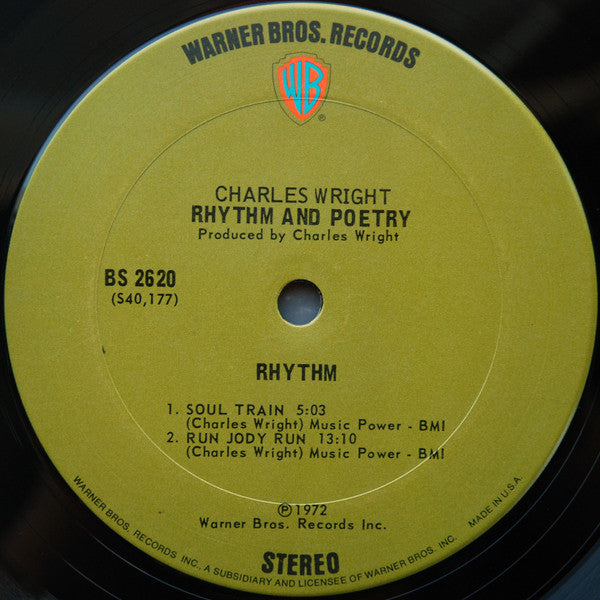 WARNER BROS. RECORDS
WB
®
CHARLES WRIGHT
RHYTHM AND POETRY
Produced by Charles Wright
BS 2620
(S40,177)
RHYTHM
1. SOUL TRAIN 5:03
(Charles Wright) Music Power - BMI
2. RUN JODY RUN 13:10
(Charles Wright) Music Power - BMI
℗1972
Warner Bros. Records Inc.
STEREO
WARNER BROS. RECORDS INC., A SUBSIDIARY AND LICENSEE OF WARNER BROS. INC. MADE IN U.S.A.